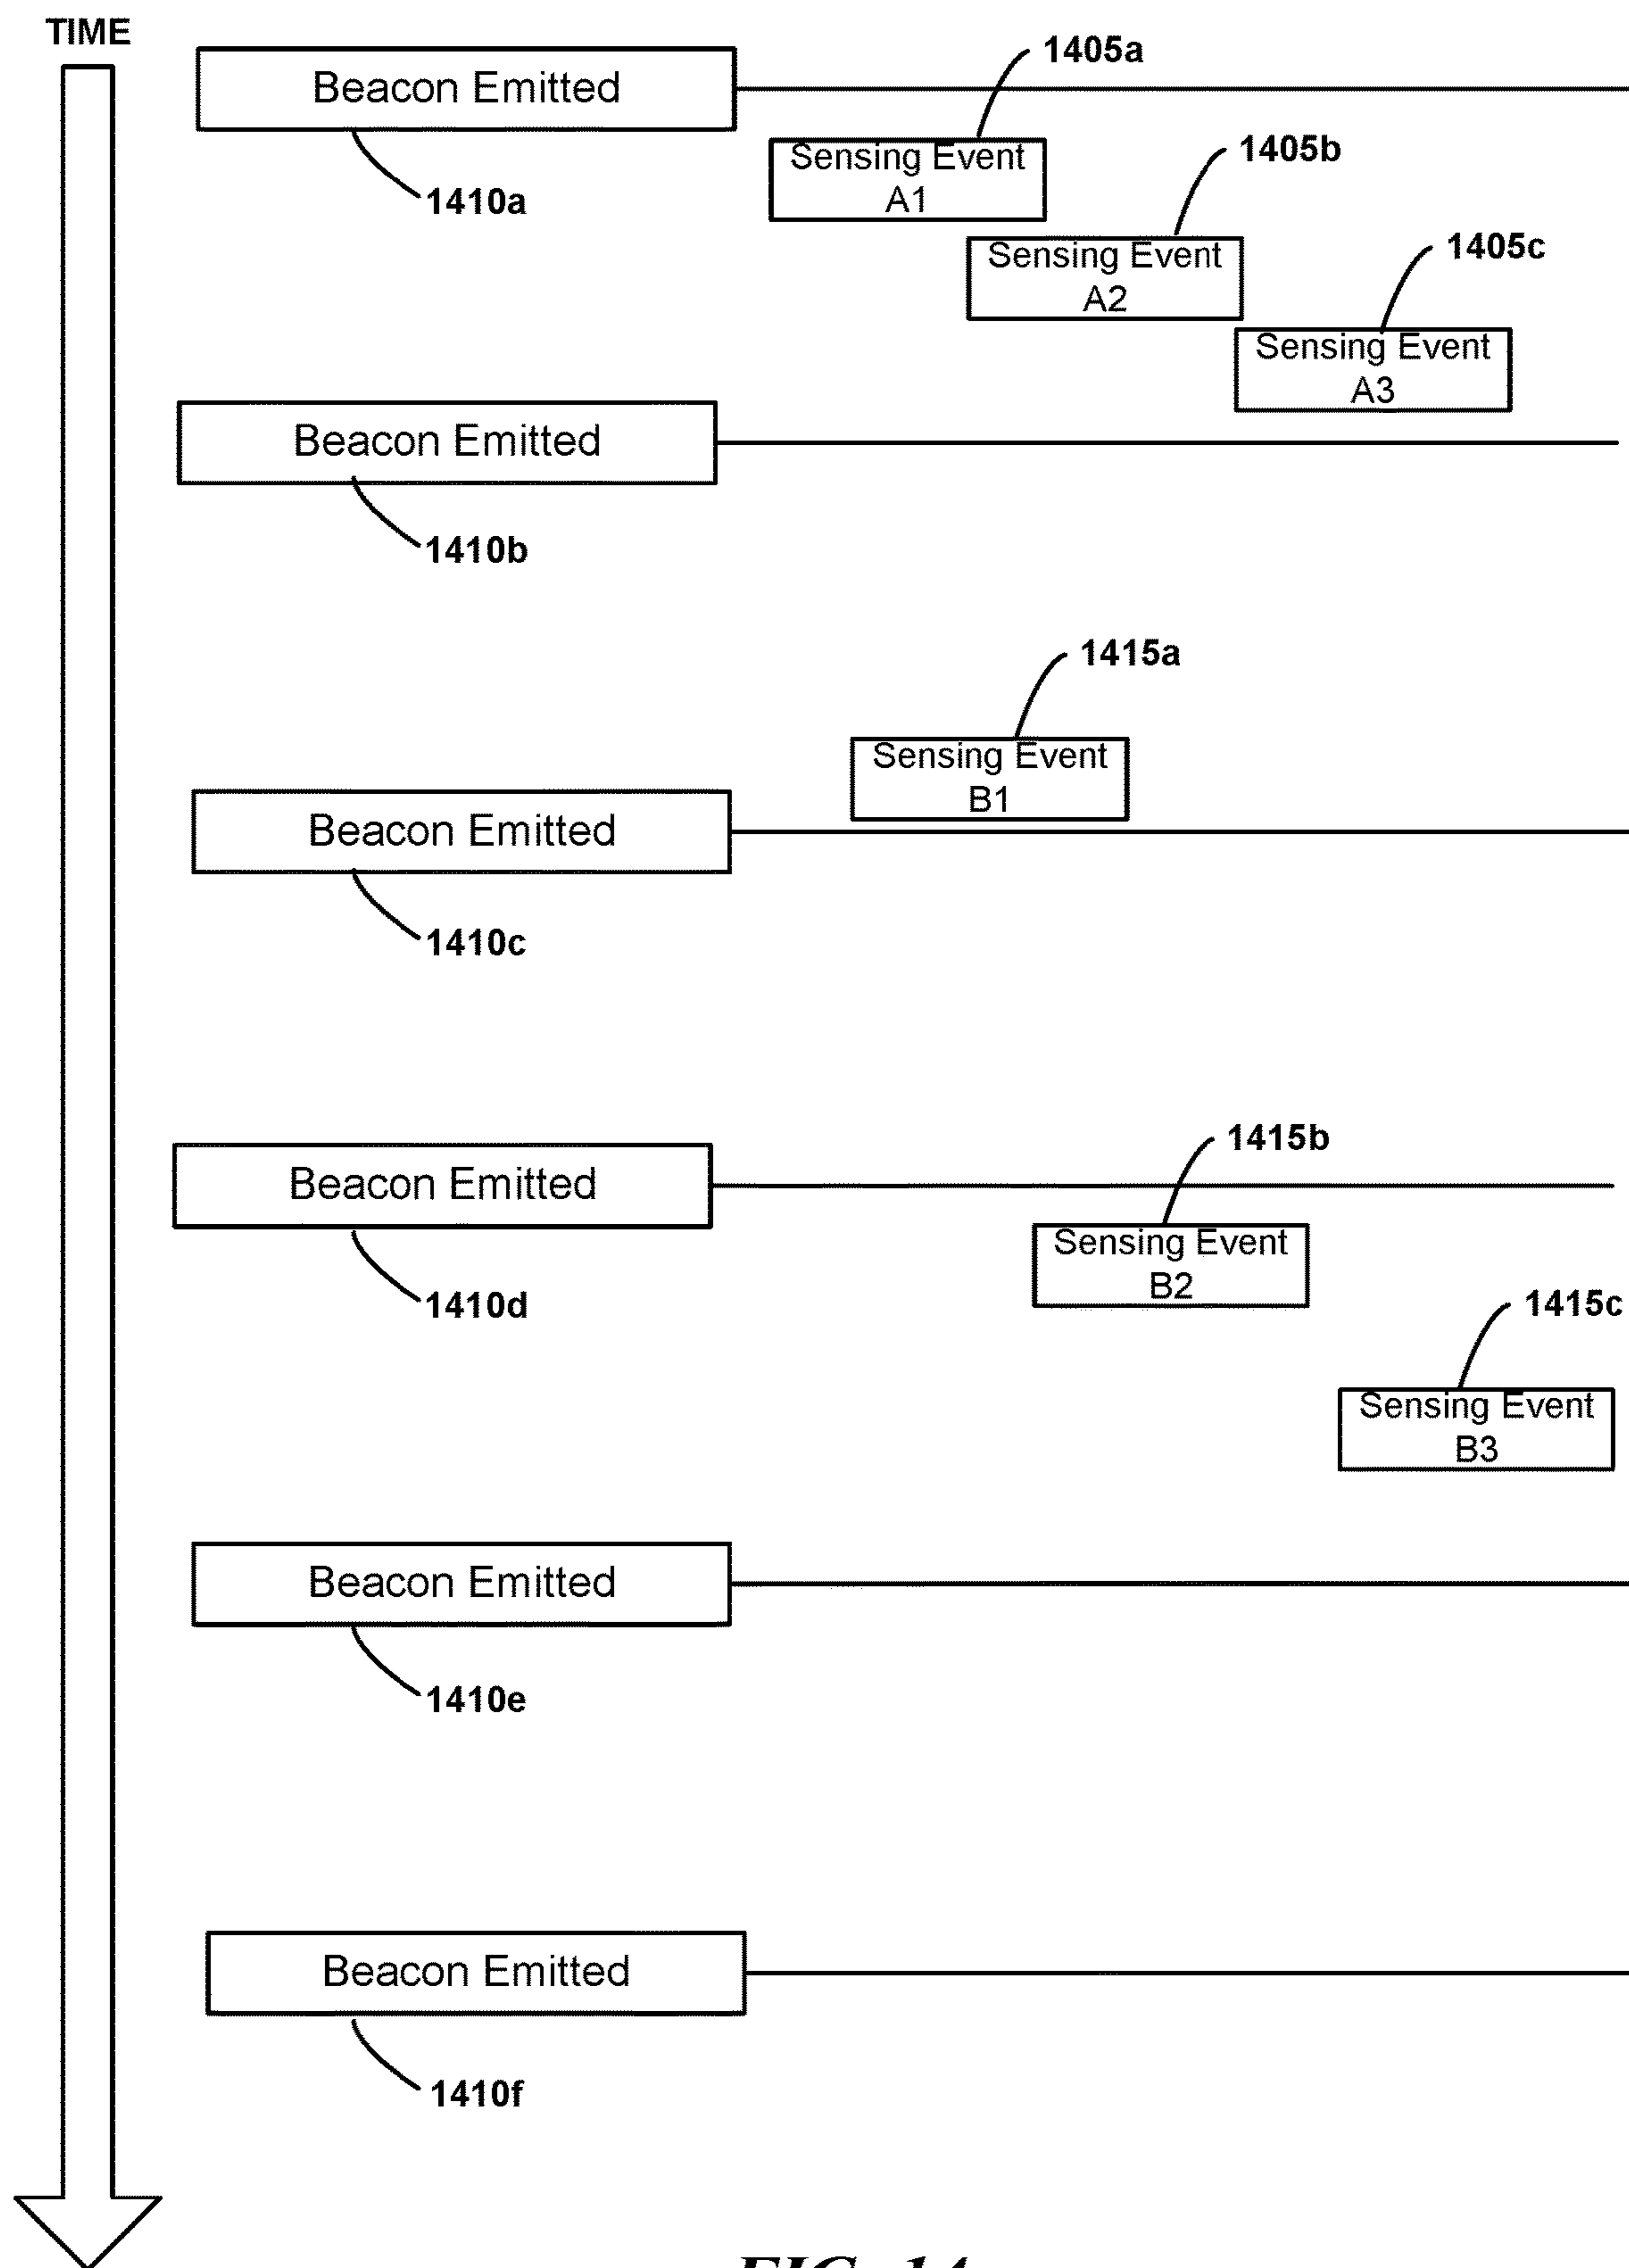 TIME
Beacon Emitted
1405a
Sensing Event
A1
1405b
1410a
Sensing Event
A2
1405c
Sensing Event
A3
Beacon Emitted
1410b
1415a
Sensing Event
B1
Beacon Emitted
1410c
1415b
Beacon Emitted
Sensing Event
B2
1410d
1415c
Sensing Event
B3
Beacon Emitted
1410e
Beacon Emitted
1410f
FIG. 14